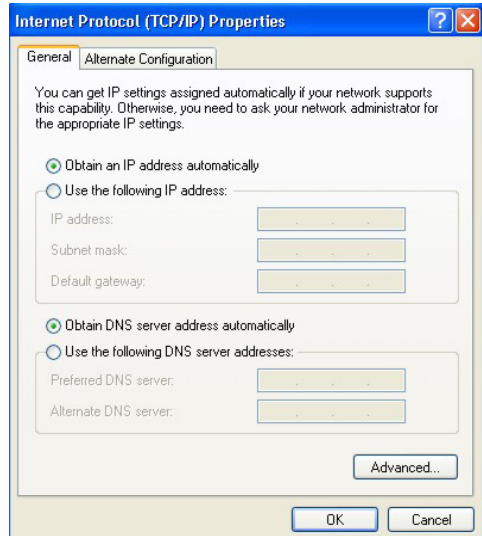 Internet Protocol (TCP/IP) Properties
General Alternate Configuration
You can get IP settings assigned automatically if your network supports
this capability. Otherwise, you need to ask your network administrator for
the appropriate IP settings.
Obtain an IP address automatically
Use the following IP address:
IP address:
Subnet mask:
Default gateway:
Obtain DNS server address automatically
Use the following DNS server addresses:
Preferred DNS server:
Alternate DNS server:
Advanced...
OK Cancel